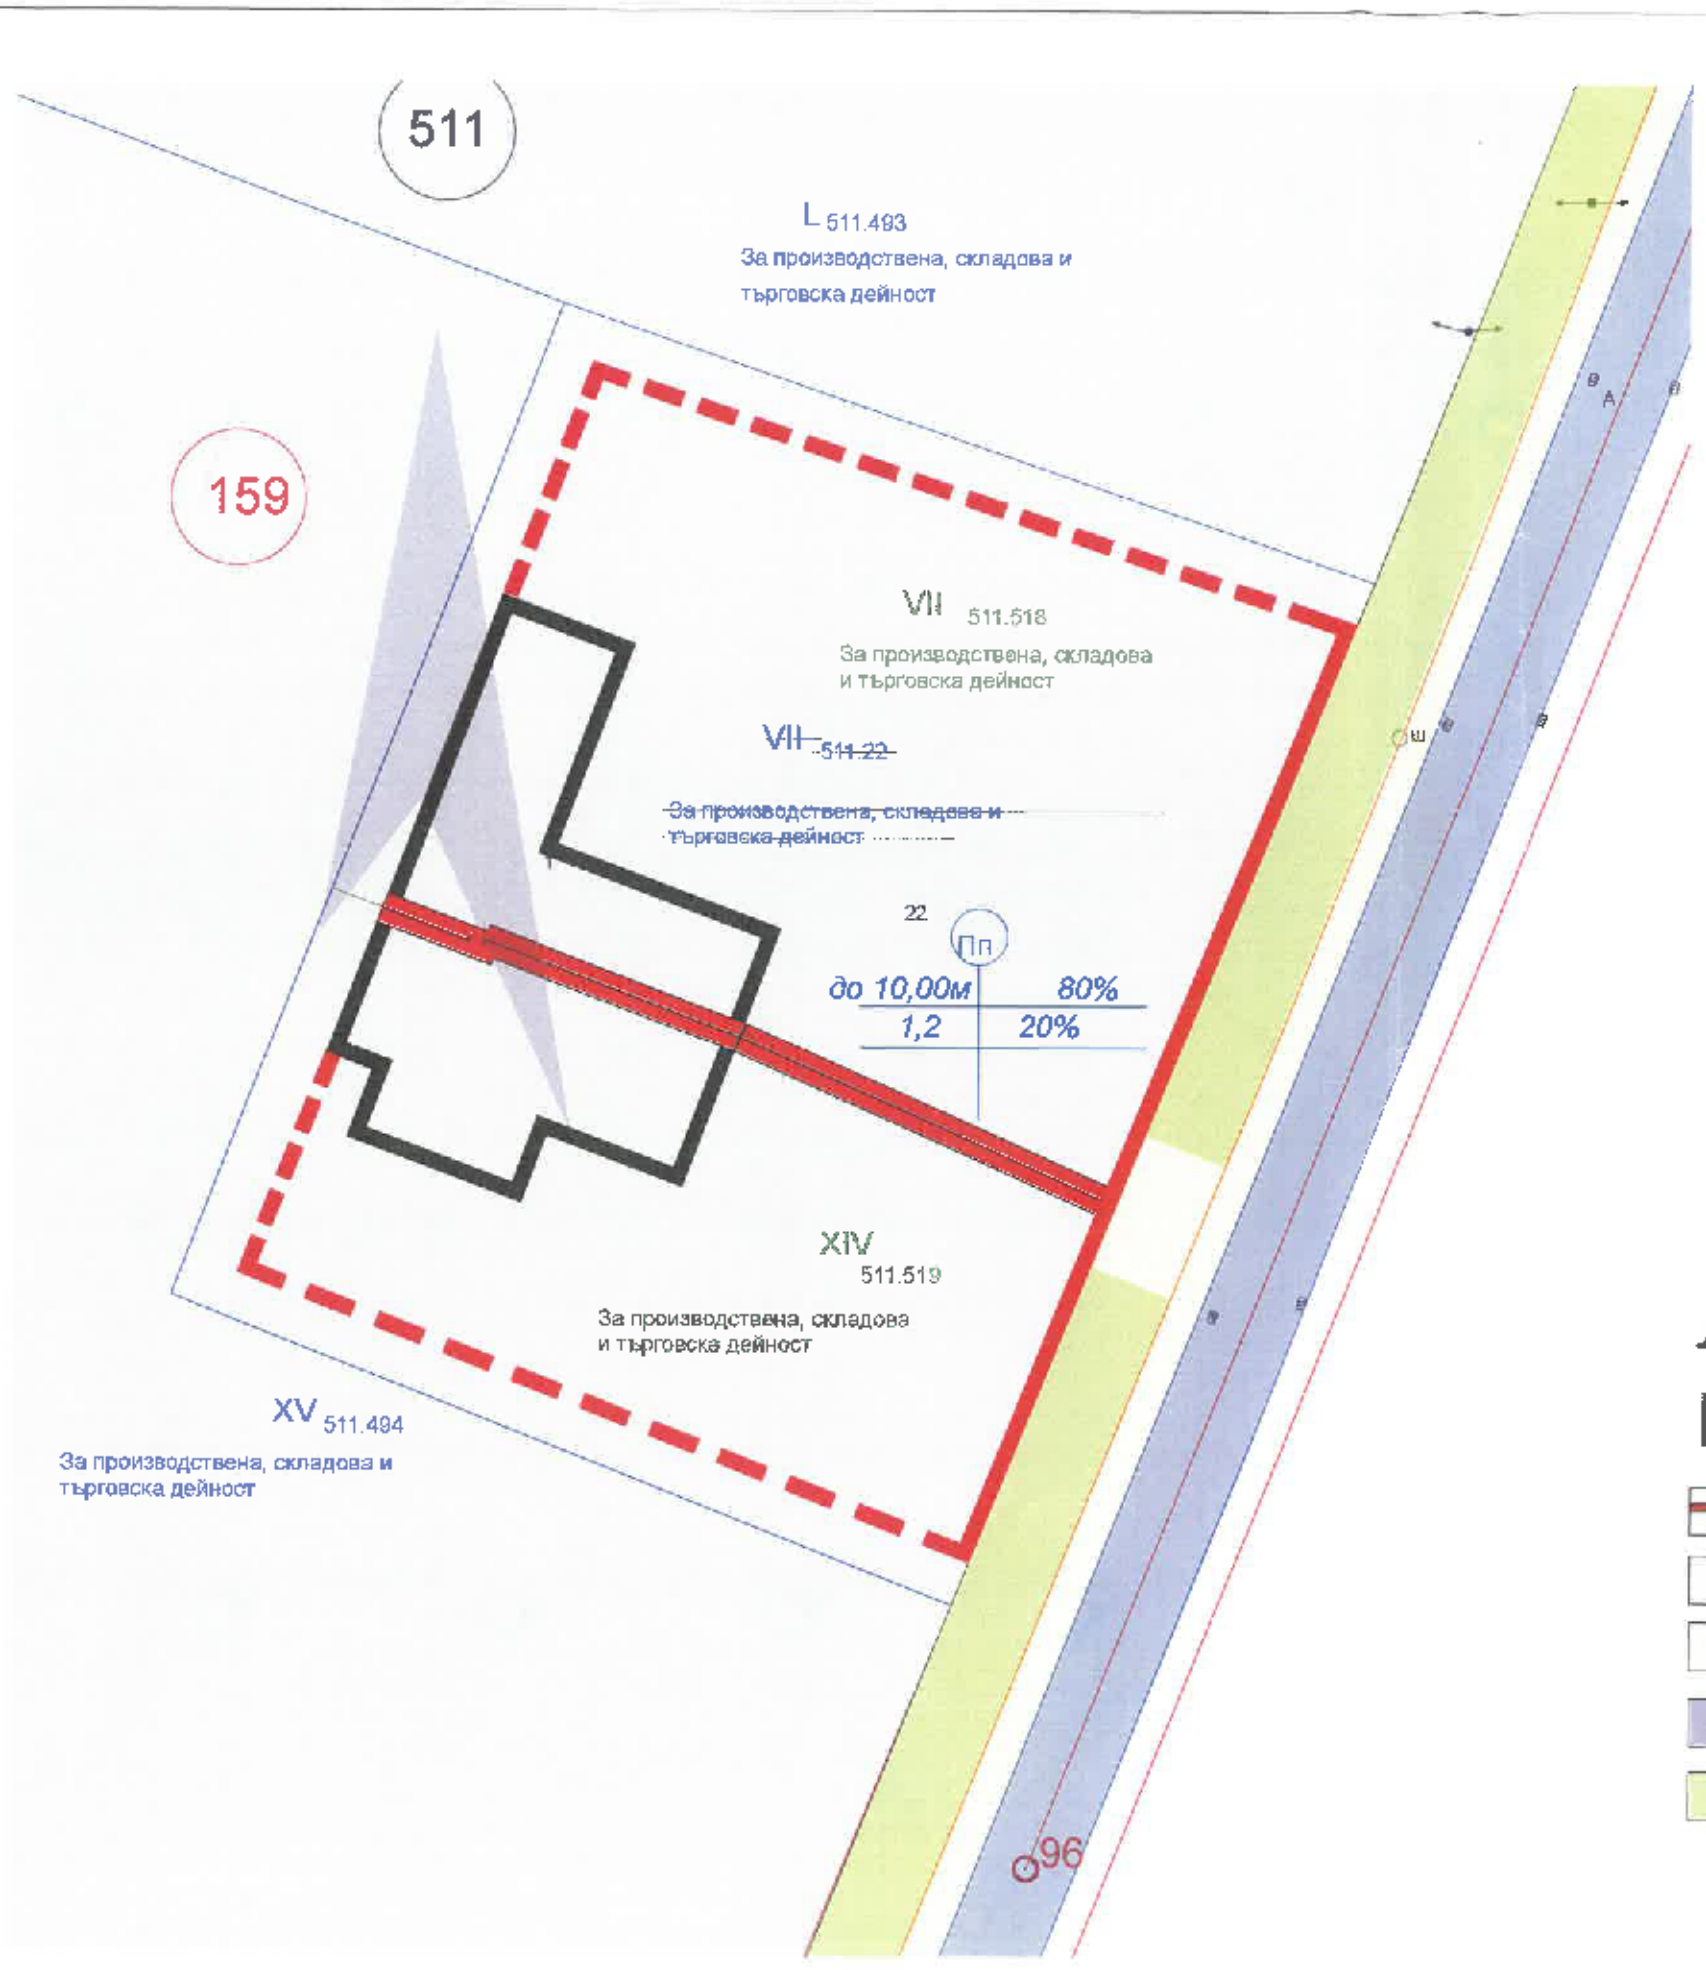 511
L 511.493
За производствена, складова и
търговска дейност
159
A
VII 511.518
За производствена, складова
и търговска дейност
Ш
VII 511.22
За производствена, складова и
търговска дейност
22
Пп
до 10,00м 80%
1,2 20%
XIV
511.519
За производствена, складова
и търговска дейност
XV 511.494
За производствена, складова и
търговска дейност
96